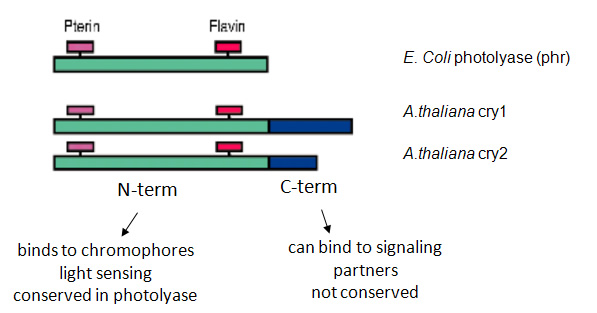 Pterin Flavin
E. Coli photolyase (phr)
A.thaliana cry1
A.thaliana cry2
N-term C-term
binds to chromophores
light sensing
conserved in photolyase
can bind to signaling
partners
not conserved